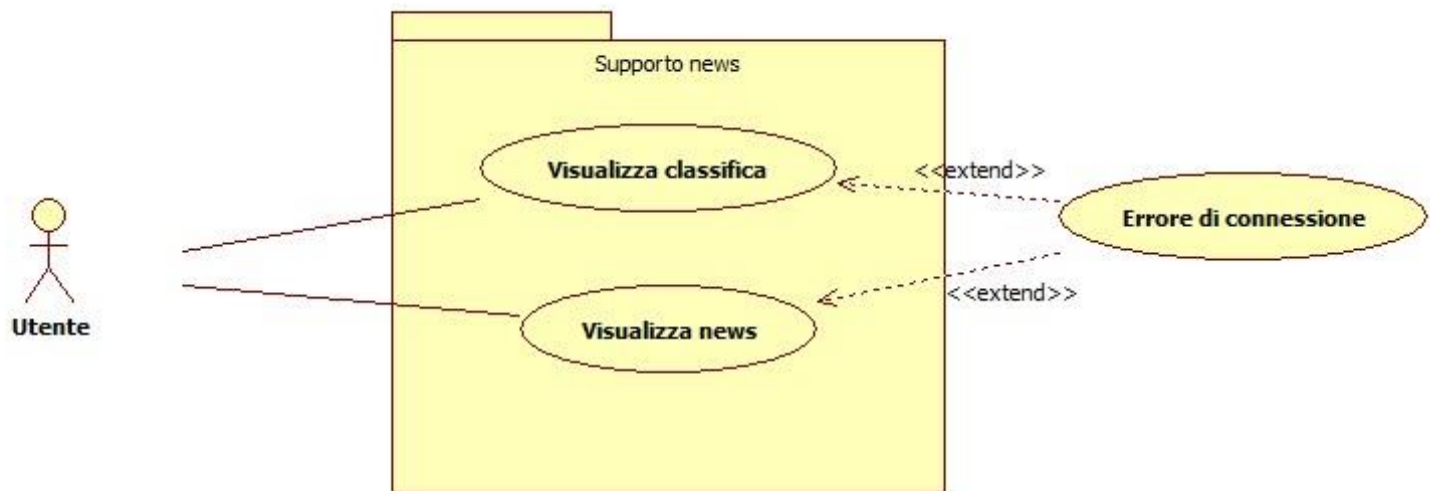 Supporto news
Visualizza classifica
<<extend>>
Errore di connessione
<<extend>>
Utente
Visualizza news